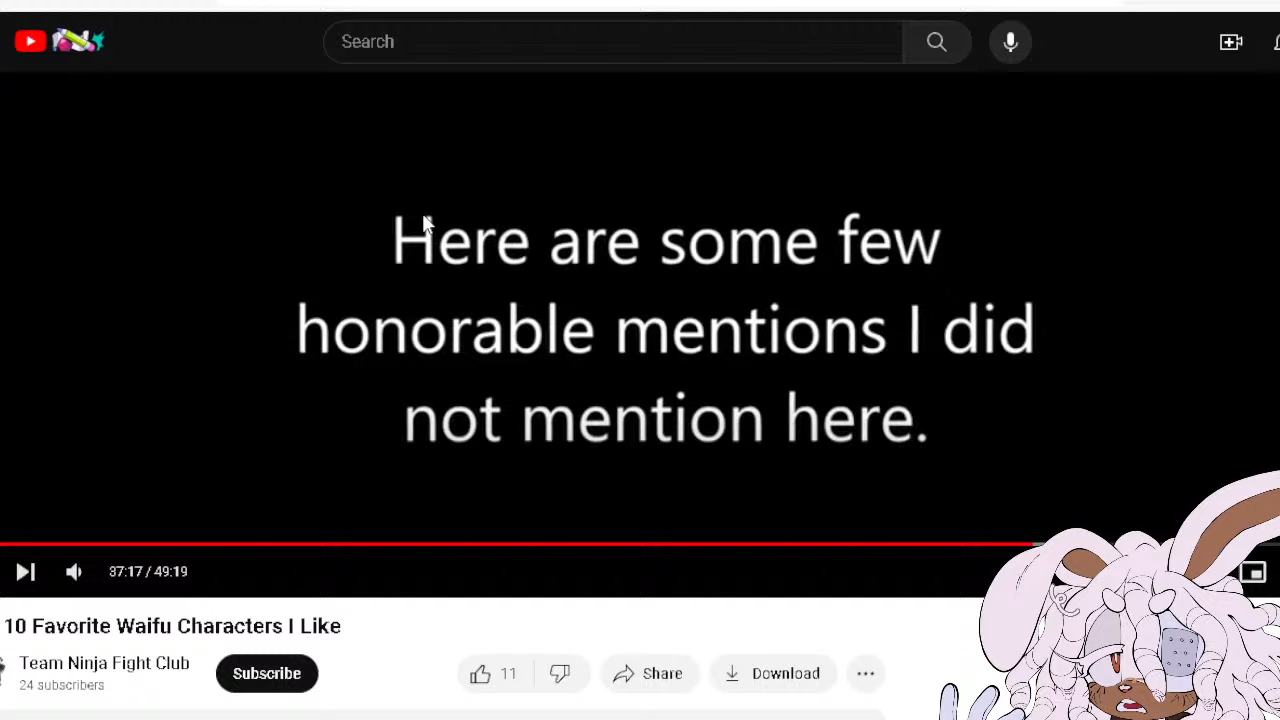 Search
Here are some few
honorable mentions I did
not mention here.
37:17 / 49:19
10 Favorite Waifu Characters I Like
Team Ninja Fight Club
24 subscribers
Subscribe
11
Share
Download